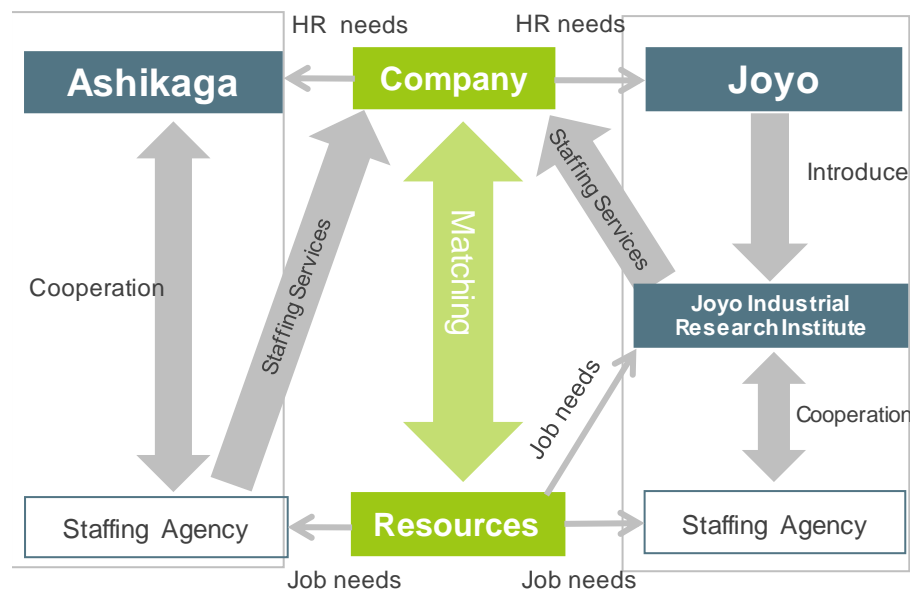 HR needs
HR needs
Ashikaga
Company
Joyo
Staffing Services
Introduce
Matching
Staffing Services
Cooperation
Joyo Industrial
Research Institute
Job needs
Cooperation
Staffing Agency
Resources
Staffing Agency
Job needs
Job needs